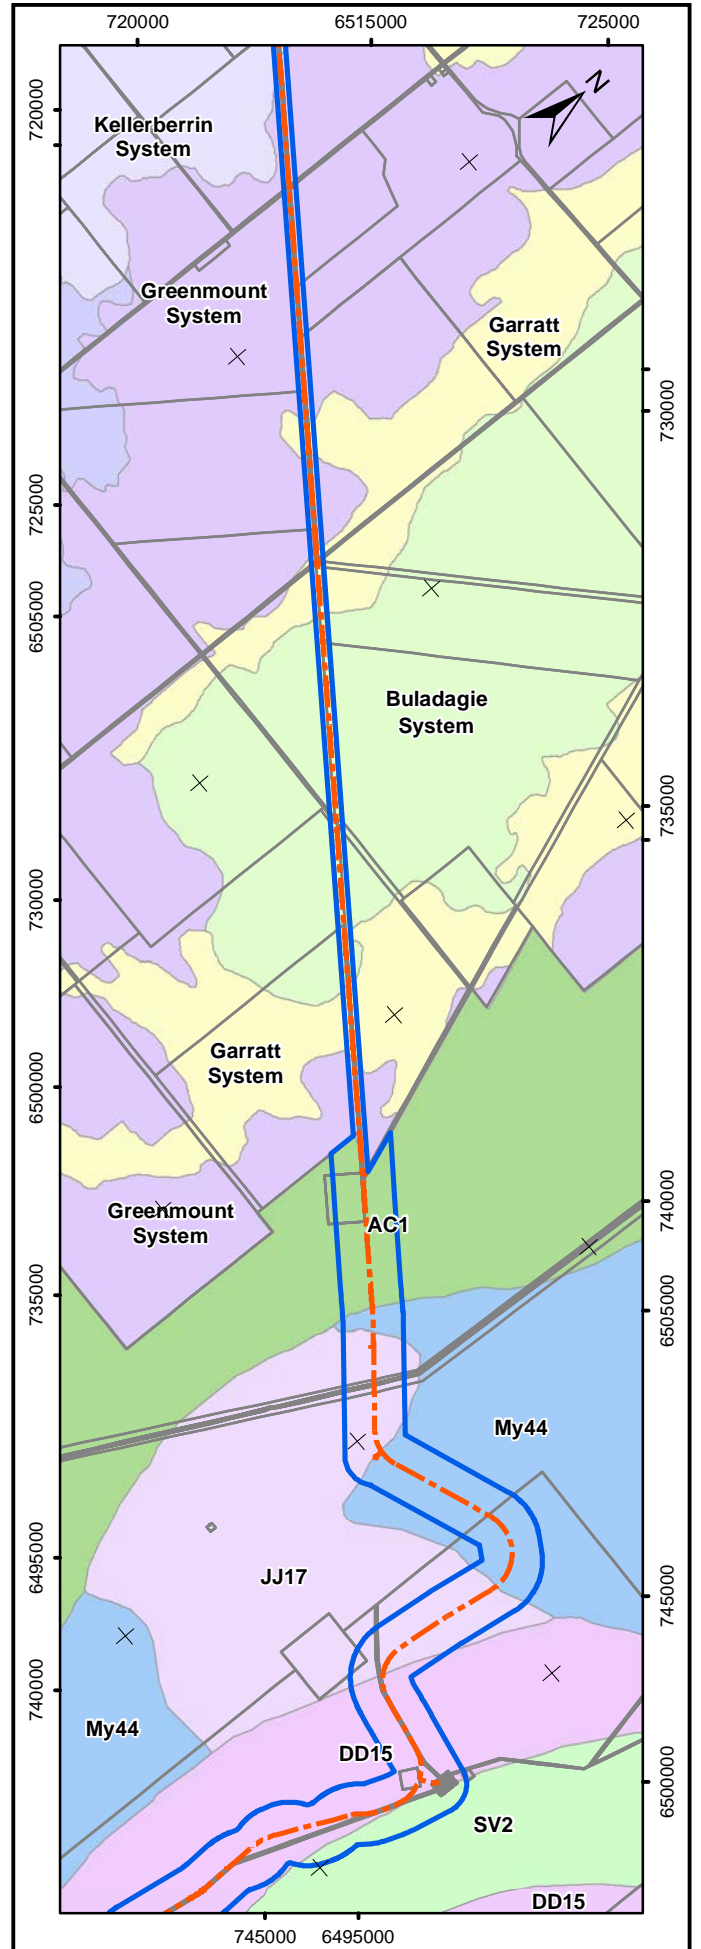 720000
6515000
725000
N
720000
Kellerberrin
System
Greenmount
System
Garratt
System
730000
725000
6505000
Buladagie
System
735000
730000
Garratt
System
6500000
Greenmount
System
AC1
740000
735000
6505000
My44
6495000
JJ17
745000
740000
My44
DD15
6500000
SV2
DD15
745000
6495000